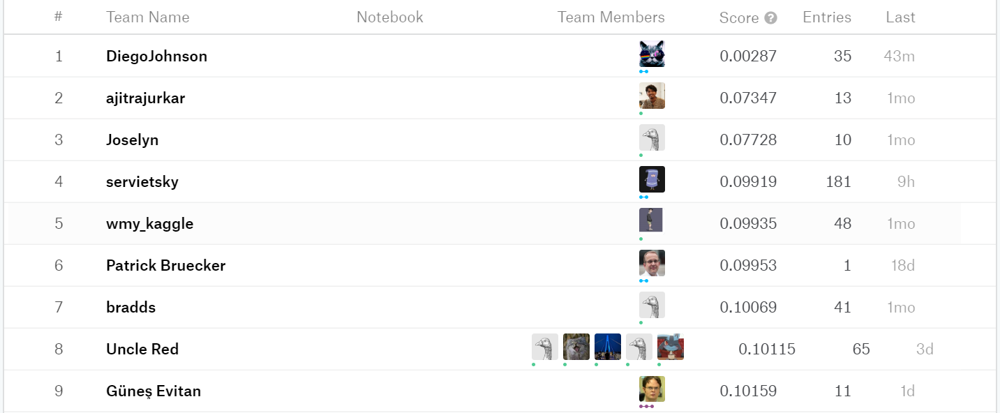 # Team Name Notebook Team Members Score ? Entries Last
1 DiegoJohnson 0.00287 35 43m
2 ajitrajurkar 0.07347 13 1mo
3 Joselyn 0.07728 10 1mo
4 servietsky 0.09919 181 9h
5 wmy_kaggle 0.09935 48 1mo
6 Patrick Bruecker 0.09953 1 18d
7 bradds 0.10069 41 1mo
8 Uncle Red 0.10115 65 3d
9 Güneş Evitan 0.10159 11 1d